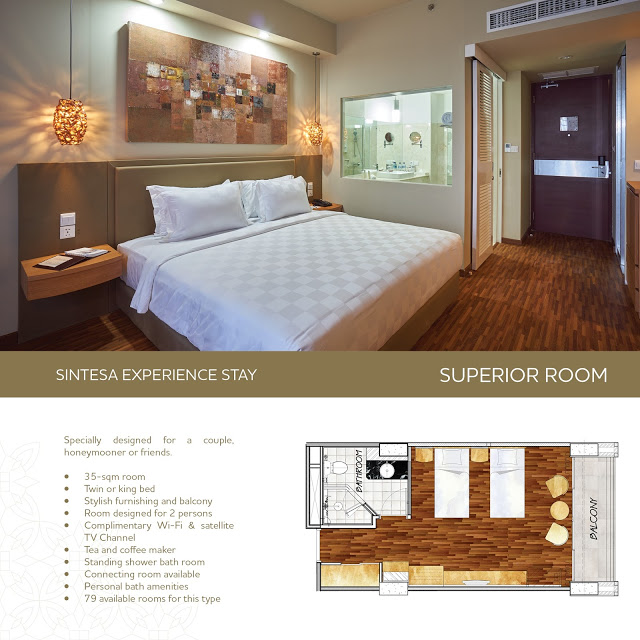 SINTESA EXPERIENCE STAY
SUPERIOR ROOM
Specially designed for a couple,
honeymooner or friends.
• 35-sqm room
• Twin or king bed
• Stylish furnishing and balcony
• Room designed for 2 persons
• Complimentary Wi-Fi & satellite
TV Channel
• Tea and coffee maker
• Standing shower bath room
• Connecting room available
• Personal bath amenities
• 79 available rooms for this type
BATHROOM
BALCONY